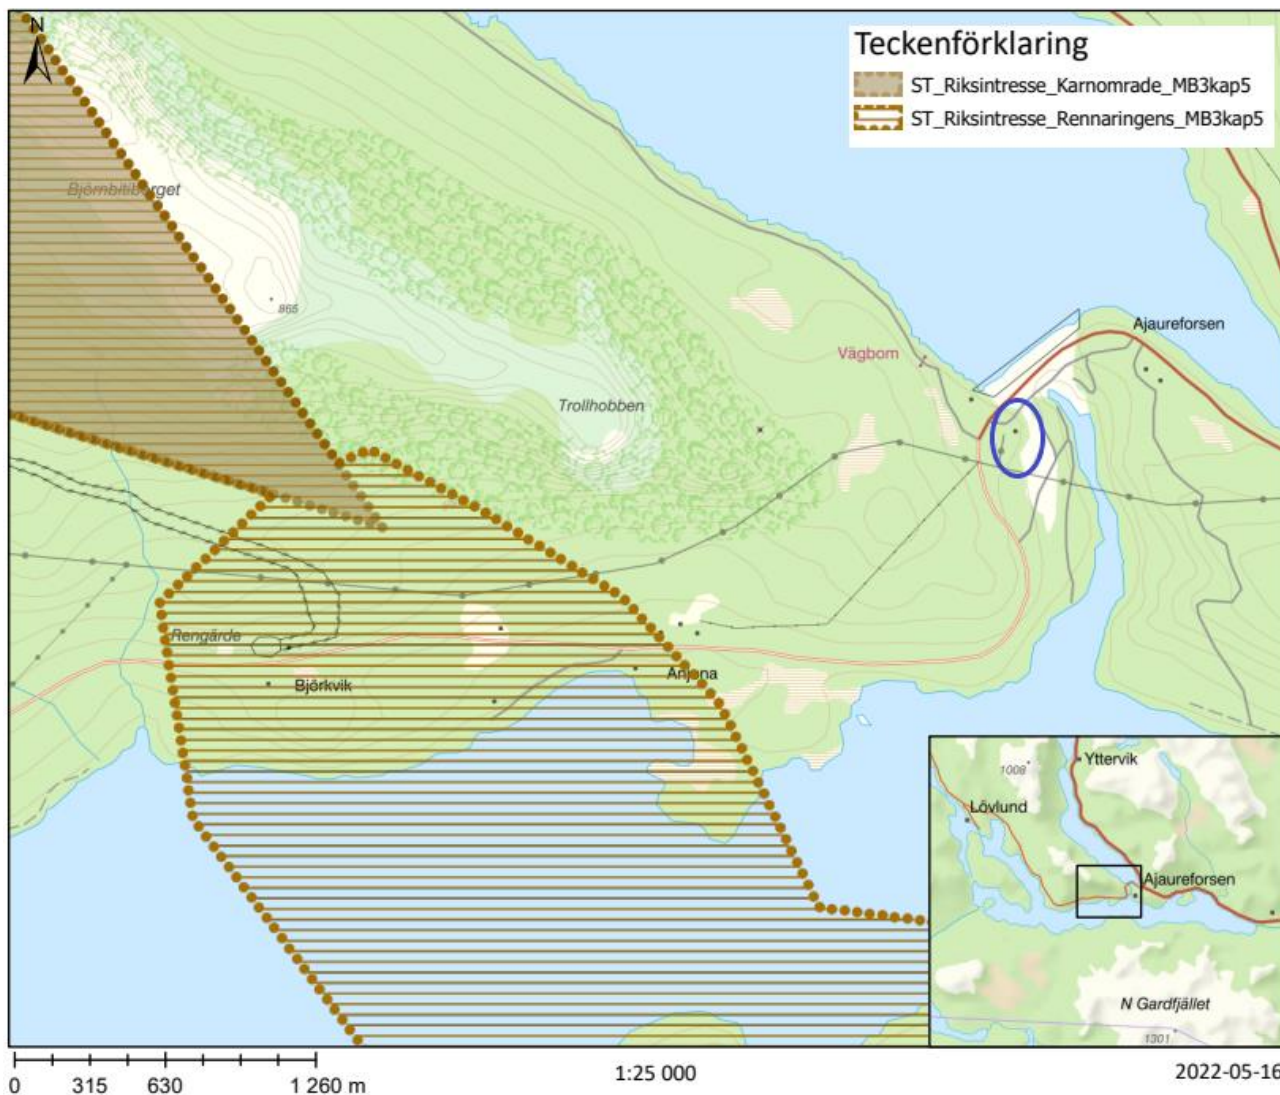 N
Teckenförklaring
ST_Riksintresse_Karnomrade_MB3kap5
ST_Riksintresse_Rennaringens_MB3kap5
Björnbitiberget
865
Ajaureforsen
Vägbom
Trollhobben
Rengärde
Björkvik
Anjona
Yttervik
1008
Lövlund
Ajaureforsen
N Gardfjället
1301
0 315 630 1 260 m
1:25 000
2022-05-16